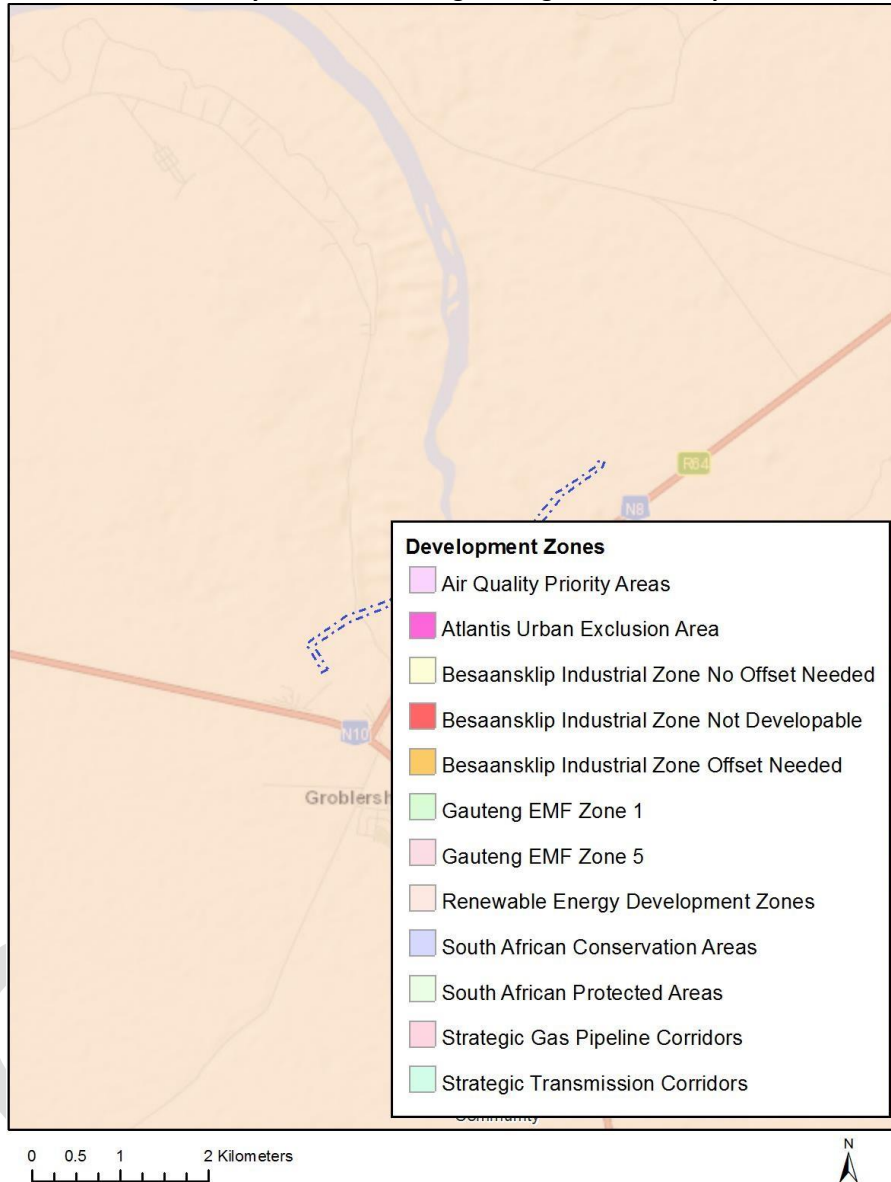 R64
N8
N10
Groblersh
Development Zones
Air Quality Priority Areas
Atlantis Urban Exclusion Area
Besaansklip Industrial Zone No Offset Needed
Besaansklip Industrial Zone Not Developable
Besaansklip Industrial Zone Offset Needed
Gauteng EMF Zone 1
Gauteng EMF Zone 5
Renewable Energy Development Zones
South African Conservation Areas
South African Protected Areas
Strategic Gas Pipeline Corridors
Strategic Transmission Corridors
0 0.5 1 2 Kilometers
N